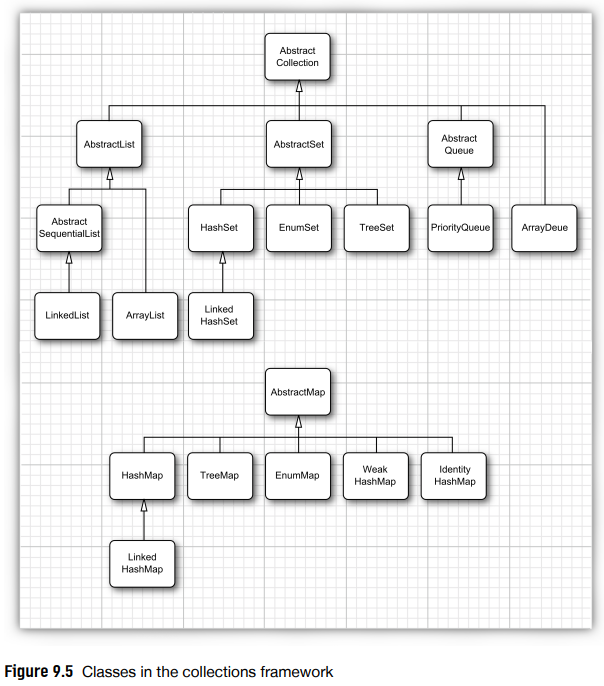 Abstract
Collection
AbstractList
AbstractSet
Abstract
Queue
Abstract
SequentialList
HashSet
EnumSet
TreeSet
PriorityQueue
ArrayDeue
LinkedList
ArrayList
Linked
HashSet
AbstractMap
HashMap
TreeMap
EnumMap
Weak
HashMap
Identity
HashMap
Linked
HashMap
Figure 9.5 Classes in the collections framework